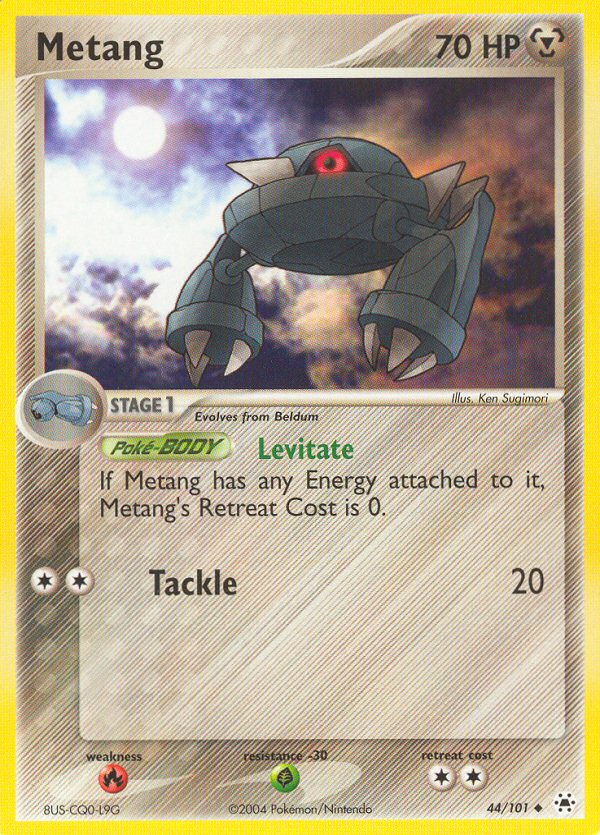 Metang 70 HP
Illus. Ken Sugimori
STAGE 1
Evolves from Beldum
Poké-BODY Levitate
If Metang has any Energy attached to it,
Metang's Retreat Cost is 0.
Tackle 20
weakness resistance -30 retreat cost
8US-CQ0-L9G ©2004 Pokémon/Nintendo 44/101